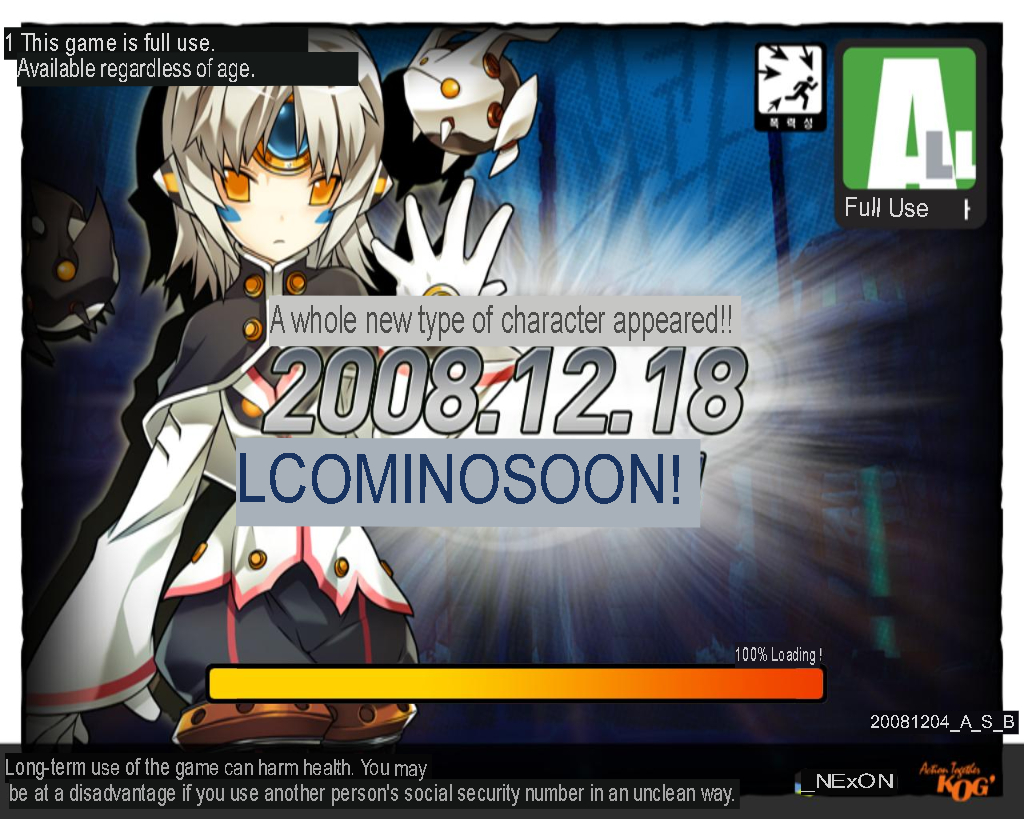 1 This game is full use.
Available regardless of age.
폭력성
ALL
Full Use
A whole new type of character appeared!!
2008.12.18
LCOMINOSOON!
100% Loading !
20081204_A_S_B
Long-term use of the game can harm health. You may
be at a disadvantage if you use another person's social security number in an unclean way.
NExON
Action Together
KOG'